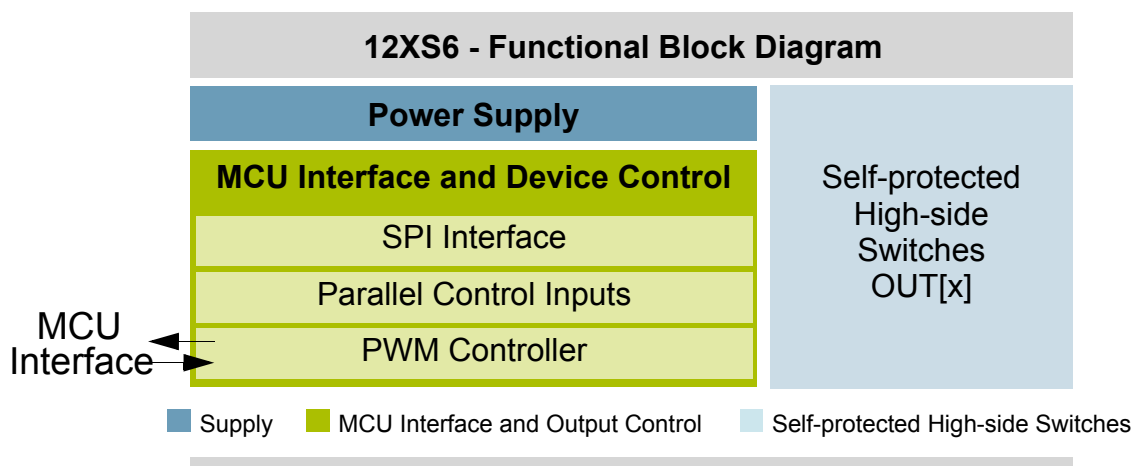 12XS6 - Functional Block Diagram
Power Supply
MCU Interface and Device Control
SPI Interface
Parallel Control Inputs
PWM Controller
Self-protected
High-side
Switches
OUT[x]
MCU
Interface
Supply
MCU Interface and Output Control
Self-protected High-side Switches